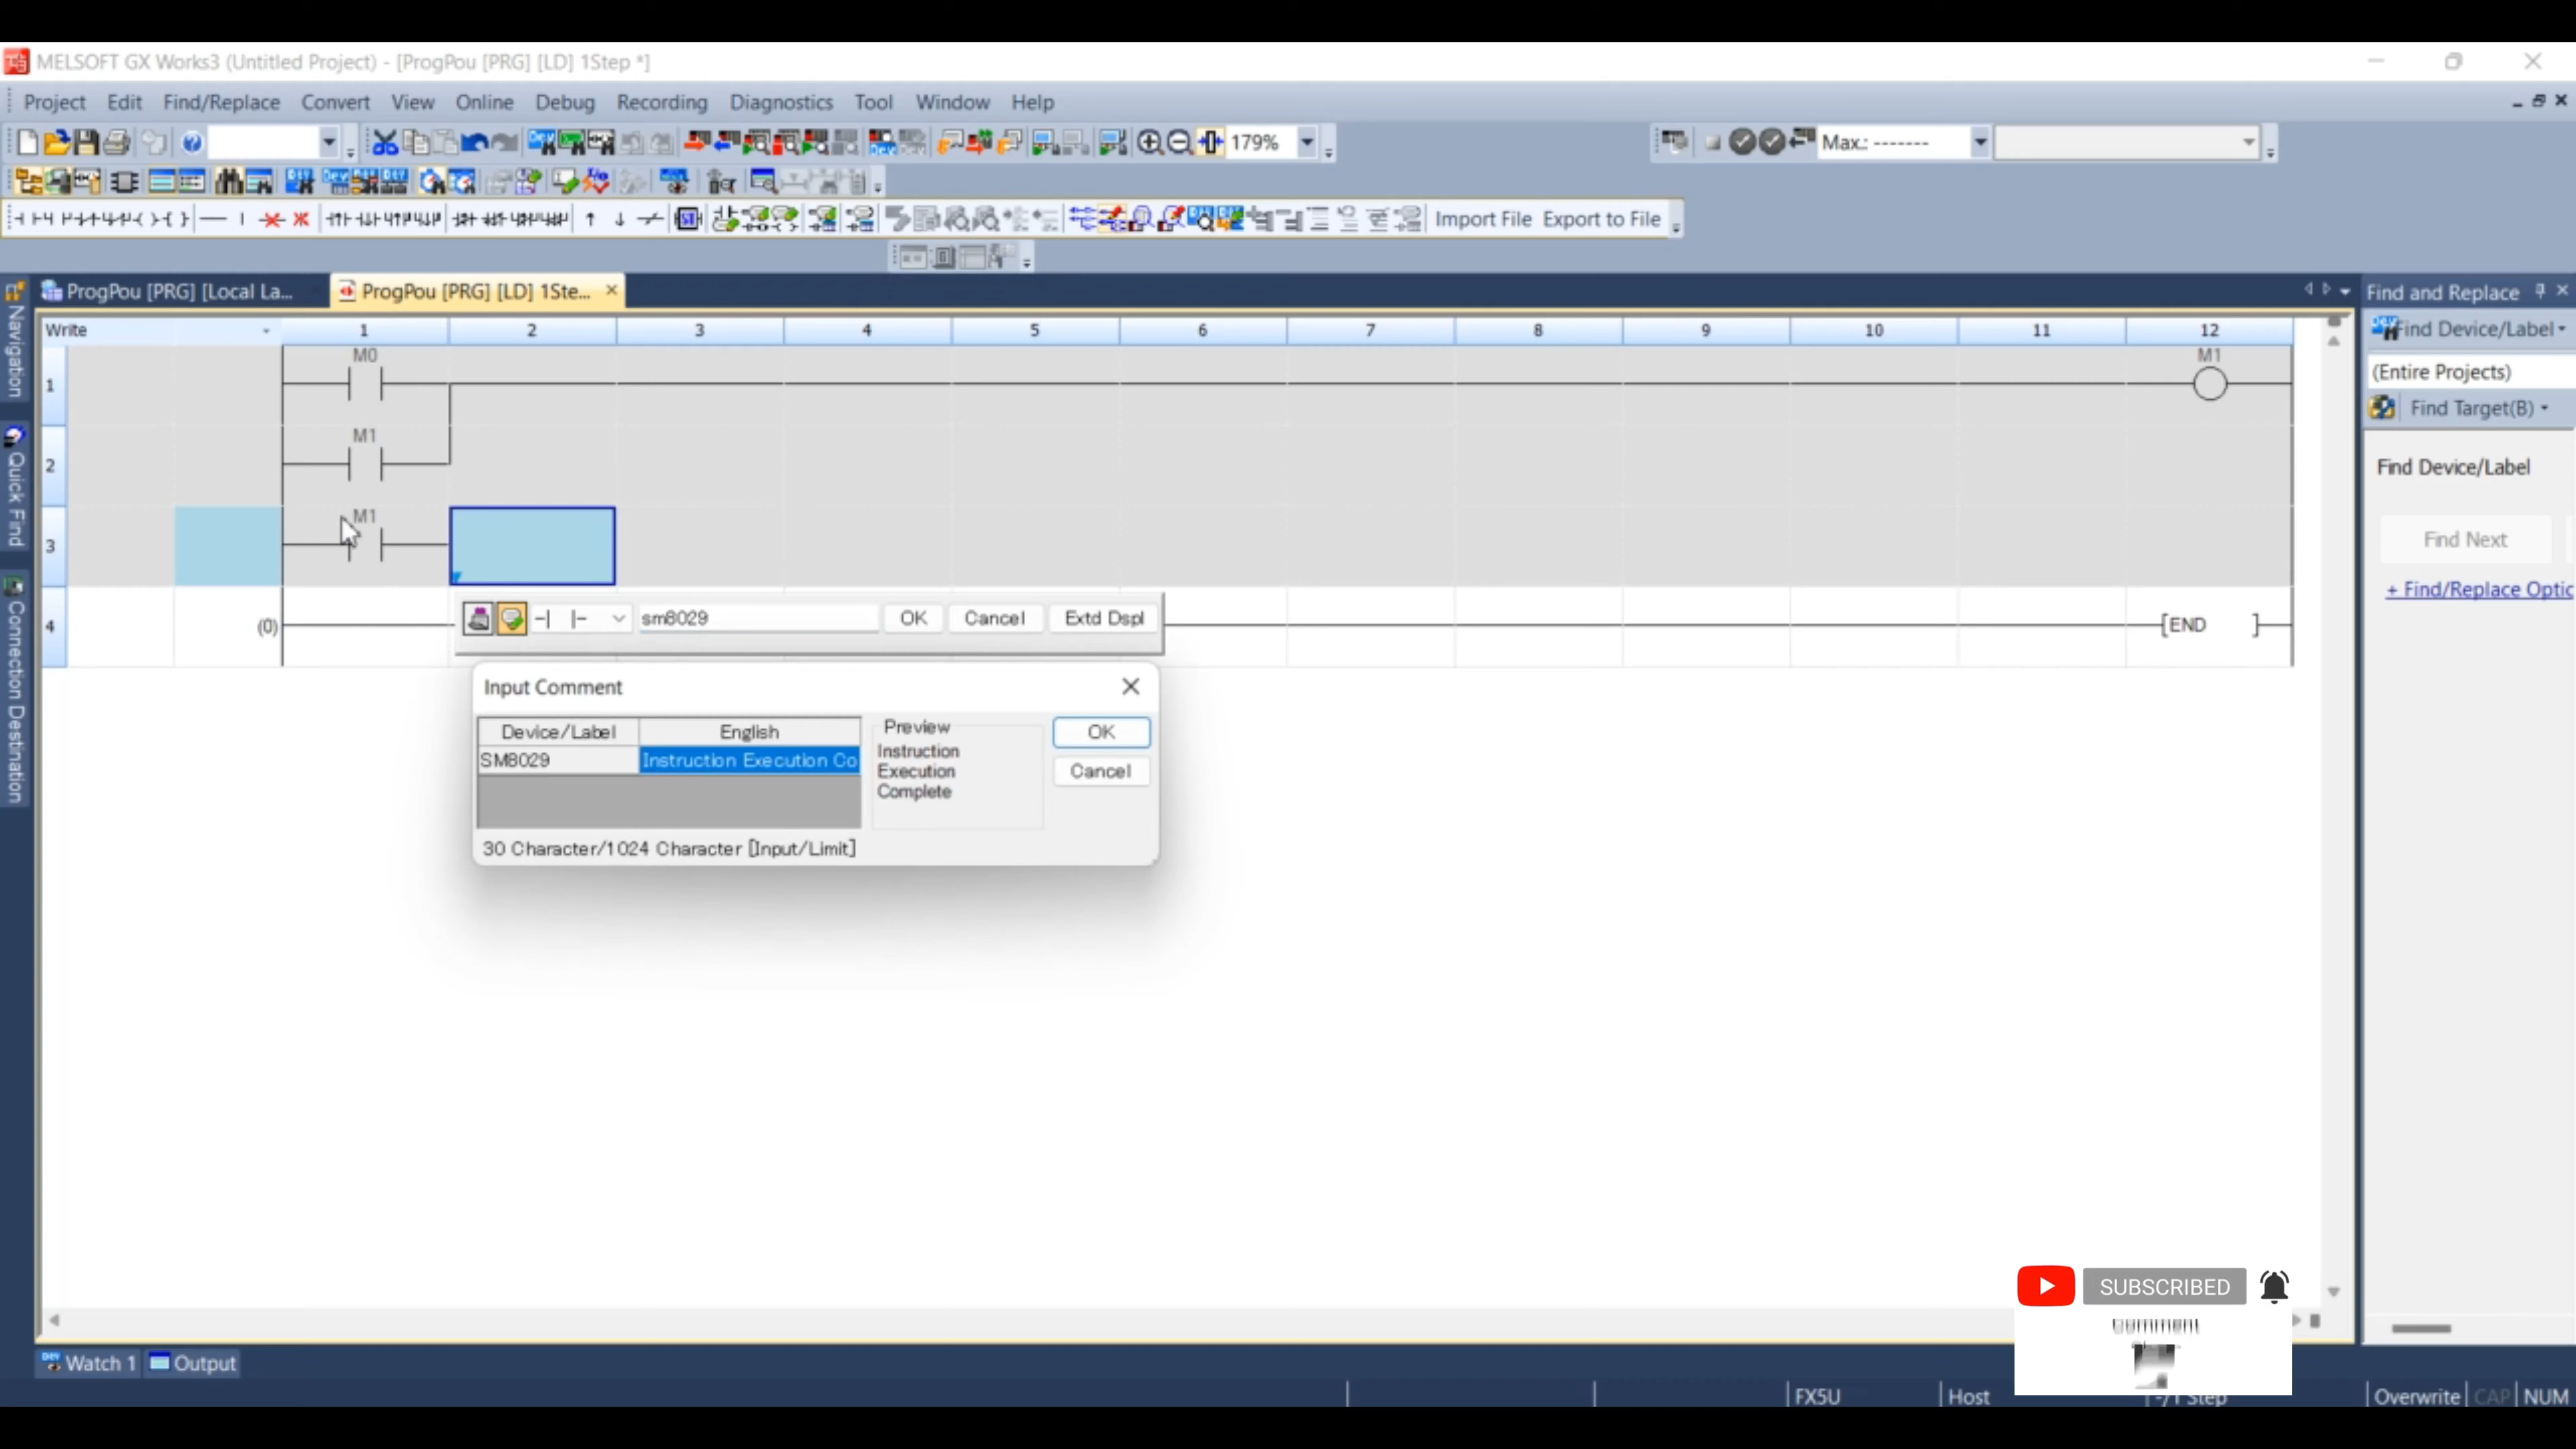 MELSOFT GX Works3 (Untitled Project) - [ProgPou [PRG] [LD] 1Step *]
Project Edit Find/Replace Convert View Online Debug Recording Diagnostics Tool Window Help
179% Max.: -------
Import File Export to File
ProgPou [PRG] [Local La... ProgPou [PRG] [LD] 1Ste... Find and Replace
Write 1 2 3 4 5 6 7 8 9 10 11 12 Find Device/Label
M0 M1
1 (Entire Projects)
Find Target(B)
M1
2 Find Device/Label
M1
3 Find Next
+ Find/Replace Optic
4 (0) sm8029 OK Cancel Extd Dspl [END ]
Input Comment
Device/Label English Preview OK
SM8029 Instruction Execution Co Instruction
Execution Cancel
Complete
30 Character/1024 Character [Input/Limit]
Navigation
Quick Find
Connection Destination
SUBSCRIBED
Comment
Watch 1 Output
FX5U Host -/1 Step Overwrite CAP NUM